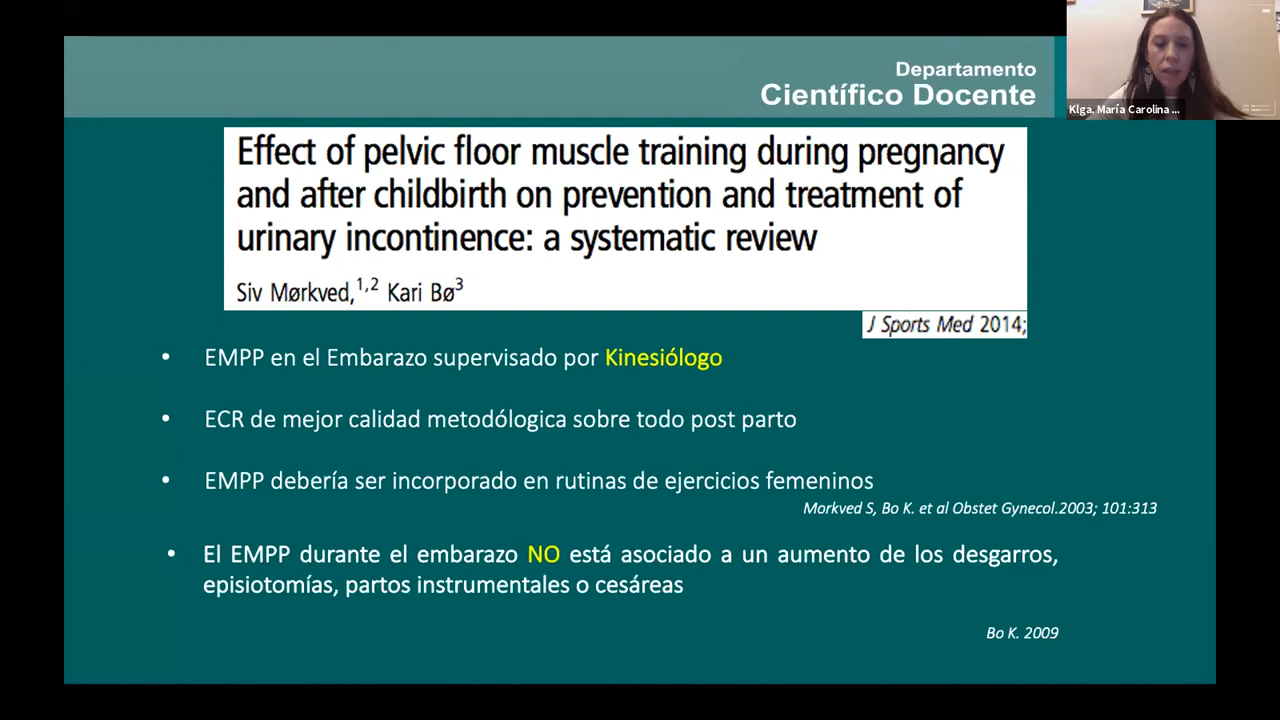 Departamento
Científico Docente
Klga. María Carolina ...
Effect of pelvic floor muscle training during pregnancy
and after childbirth on prevention and treatment of
urinary incontinence: a systematic review
Siv Mørkved,1,2 Kari Bø3
J Sports Med 2014;
• EMPP en el Embarazo supervisado por Kinesiólogo
• ECR de mejor calidad metodólogica sobre todo post parto
• EMPP debería ser incorporado en rutinas de ejercicios femeninos
Morkved S, Bo K. et al Obstet Gynecol.2003; 101:313
• El EMPP durante el embarazo NO está asociado a un aumento de los desgarros,
episiotomías, partos instrumentales o cesáreas
Bo K. 2009